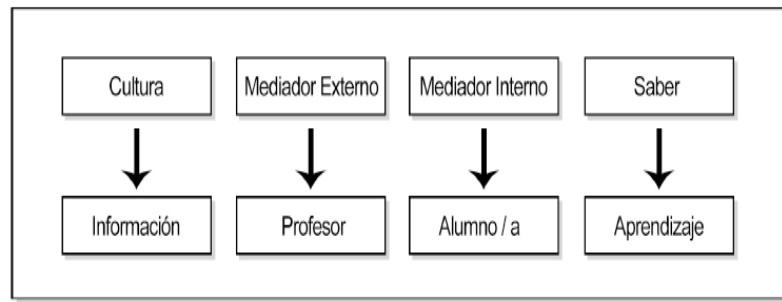 Cultura
Mediador Externo
Mediador Interno
Saber
Información
Profesor
Alumno / a
Aprendizaje